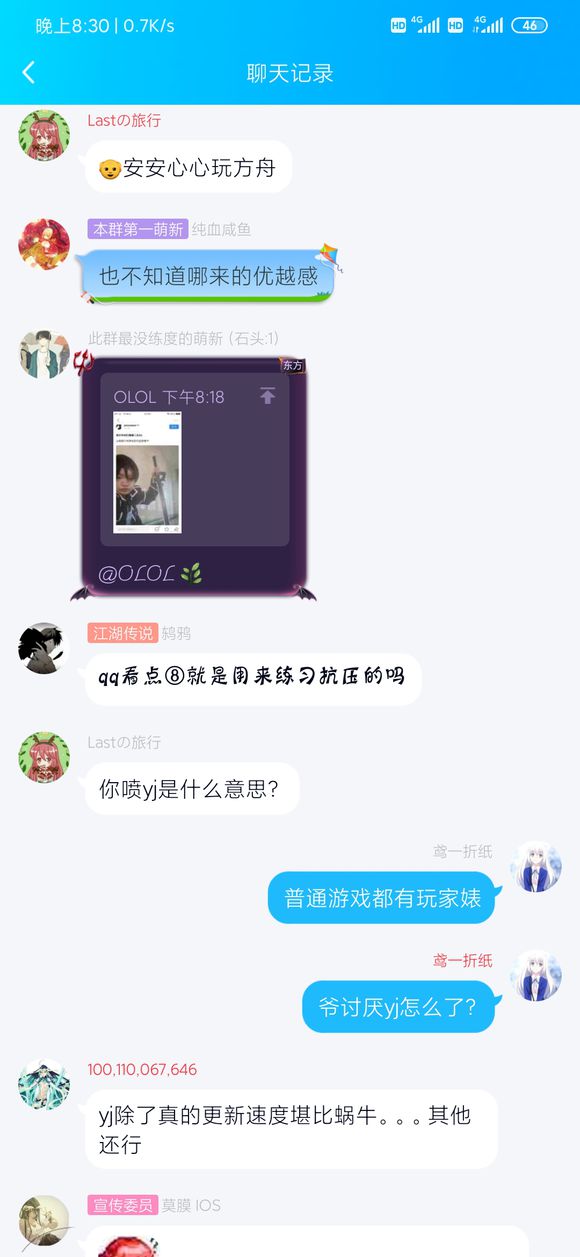 晚上8:30 | 0.7K/s
HD 4G HD 4G 46
聊天记录
Lastの旅行
安安心心玩方舟
本群第一萌新 纯血咸鱼
也不知道哪来的优越感
此群最没练度的萌新 (石头:1)
东方
OLOL 下午8:18
@OLOL
江湖传说 鸫鸦
qq看点⑧就是用来练习抗压的吗
Lastの旅行
你喷yj是什么意思?
鸢一折纸
普通游戏都有玩家婊
鸢一折纸
爷讨厌yj怎么了?
100,110,067,646
yj除了真的更新速度堪比蜗牛。。。其他
还行
宣传委员 莫膜 IOS